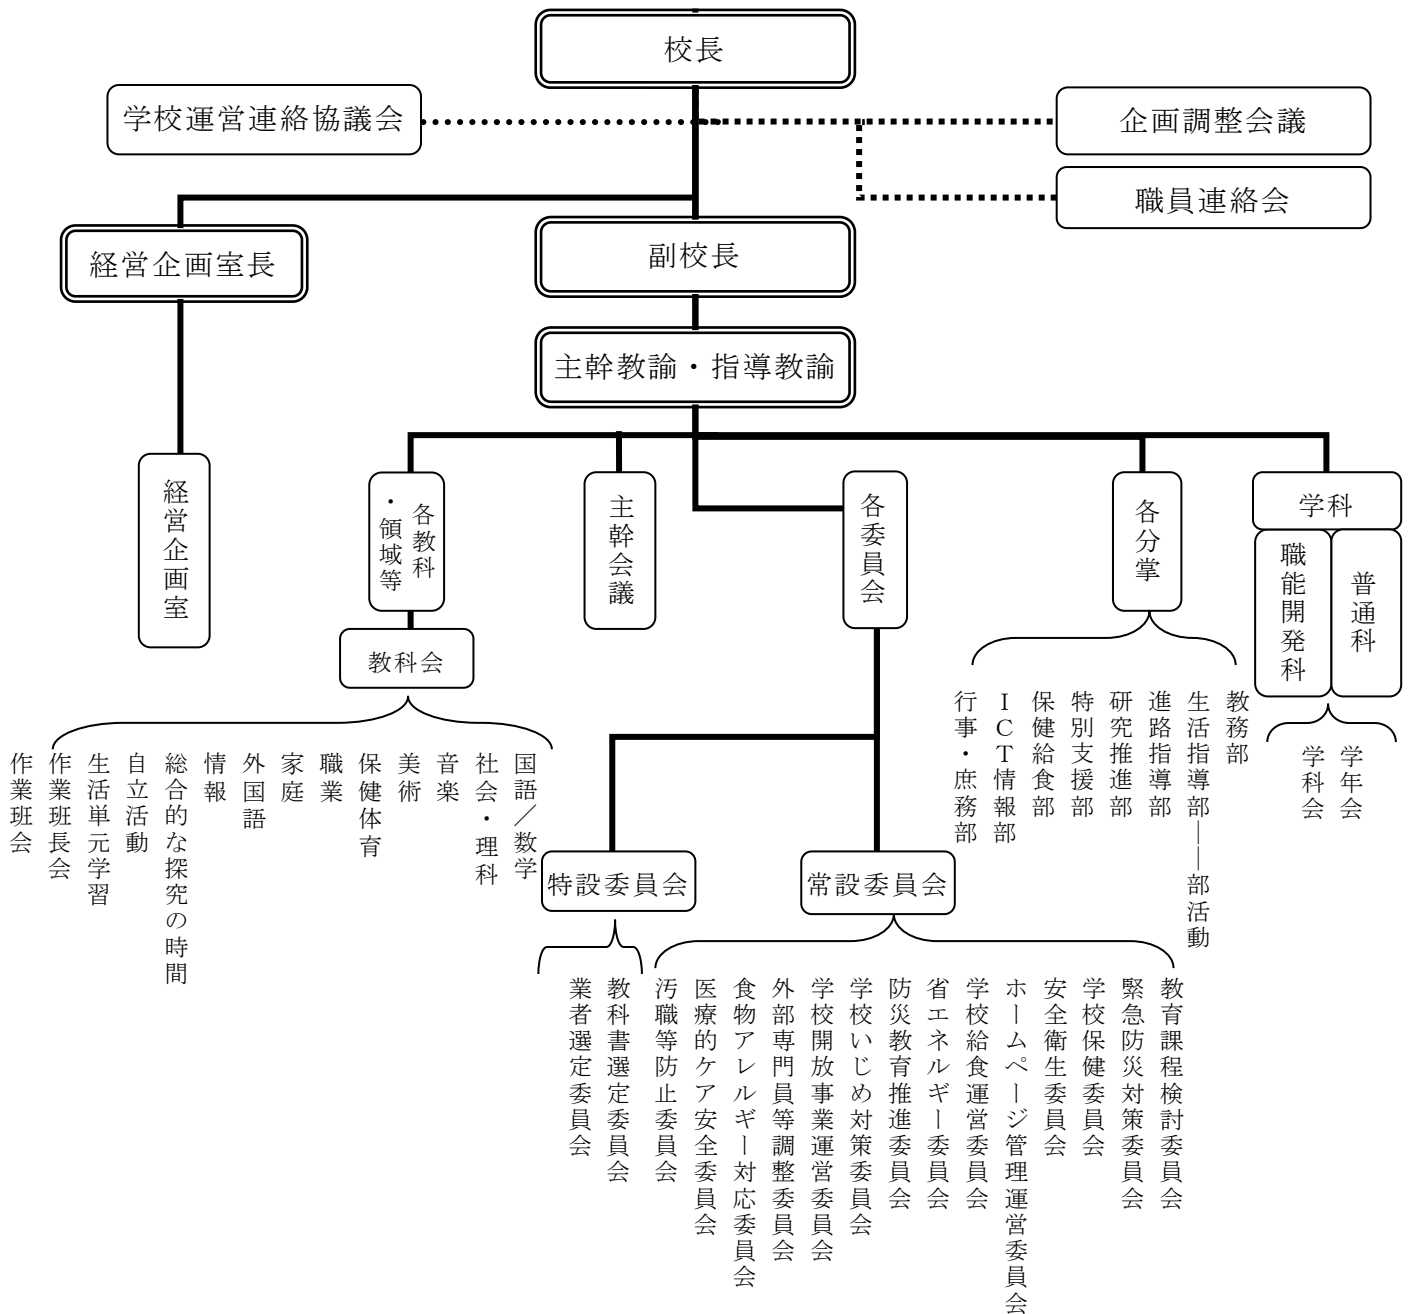 校長
学校運営連絡協議会
企画調整会議
職員連絡会
経営企画室長
副校長
主幹教諭・指導教諭
経営企画室
各教科
・領域等
主幹会議
各委員会
各分掌
学科
普通科
職能開発科
教科会
教務部
生活指導部――部活動
進路指導部
研究推進部
特別支援部
保健給食部
ＩＣＴ情報部
行事・庶務部
学年会
学科会
国語／数学
社会・理科
音楽
美術
保健体育
職業
家庭
外国語
情報
総合的な探究の時間
自立活動
生活単元学習
作業班長会
作業班会
特設委員会
常設委員会
教育課程検討委員会
緊急防災対策委員会
学校保健委員会
安全衛生委員会
ホームページ管理運営委員会
学校給食運営委員会
省エネルギー委員会
防災教育推進委員会
学校いじめ対策委員会
学校開放事業運営委員会
外部専門員等調整委員会
食物アレルギー対応委員会
医療的ケア安全委員会
汚職等防止委員会
教科書選定委員会
業者選定委員会